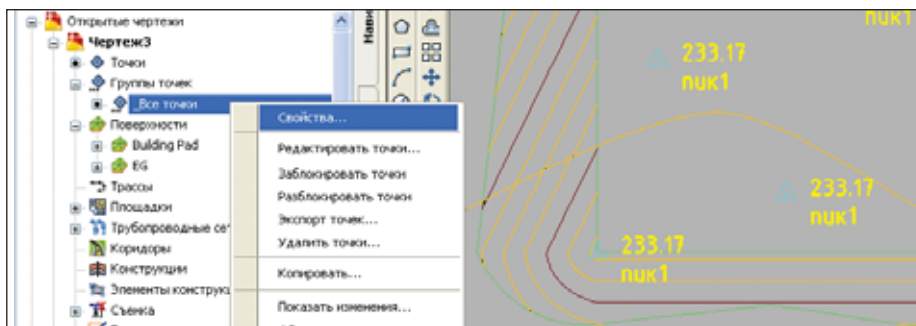 Открытые чертежи
Чертеж3
Точки
Группы точек
_Все точки
Поверхности
Building Pad
EG
Трассы
Площадки
Трубопроводные се
Коридоры
Конструкции
Элементы конструкц
Съемка
Нави
Свойства...
Редактировать точки...
Заблокировать точки
Разблокировать точки
Экспорт точек...
Удалить точки...
Копировать...
Показать изменения...
пик1
233.17
пик1
233.17
пик1
233.17
пик1